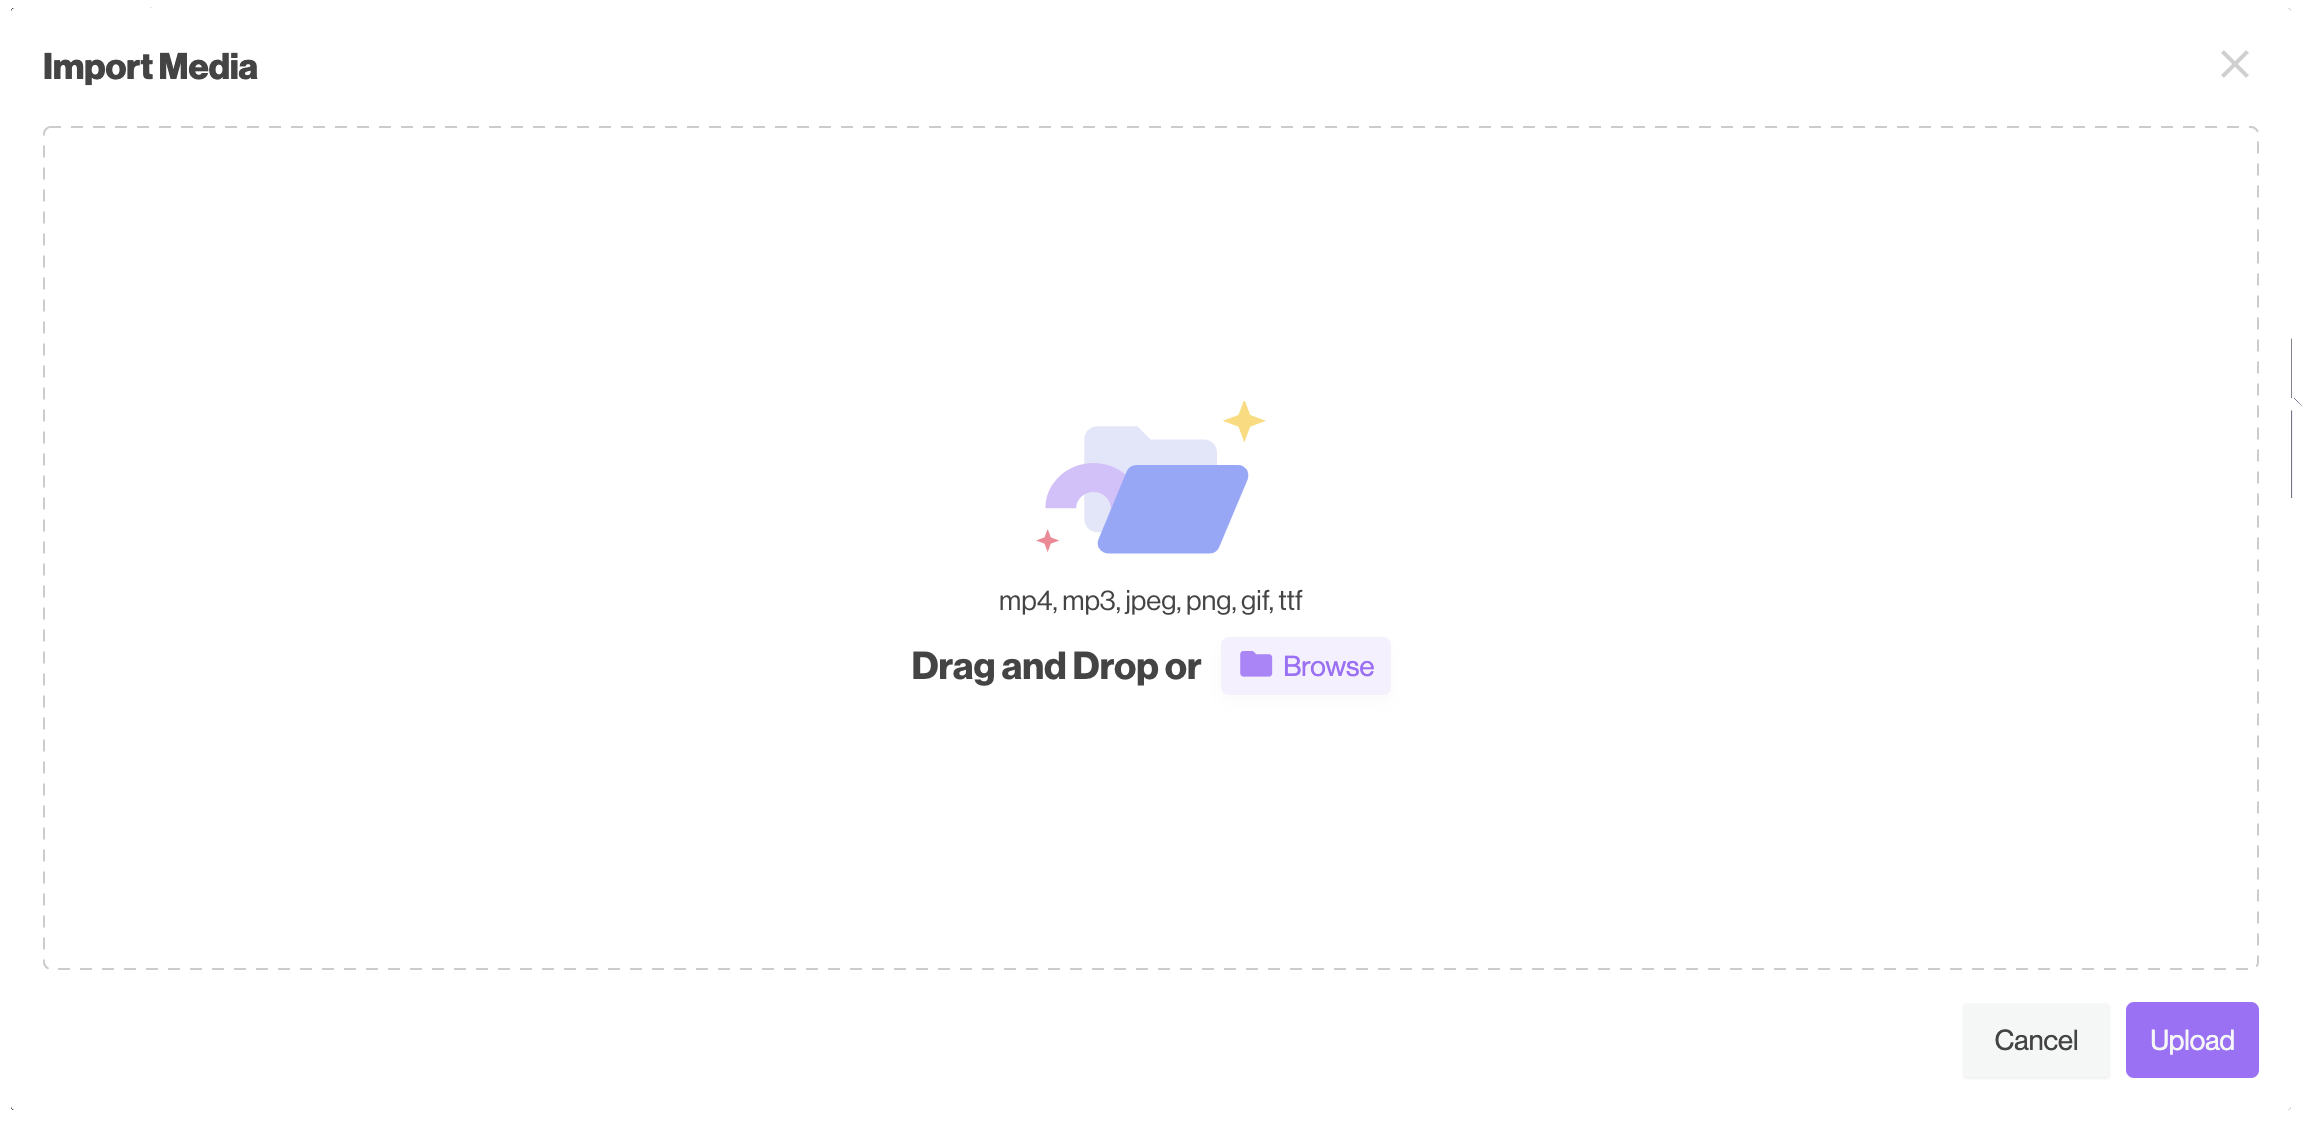 Import Media
mp4, mp3, jpeg, png, gif, ttf
Drag and Drop or Browse
Cancel Upload